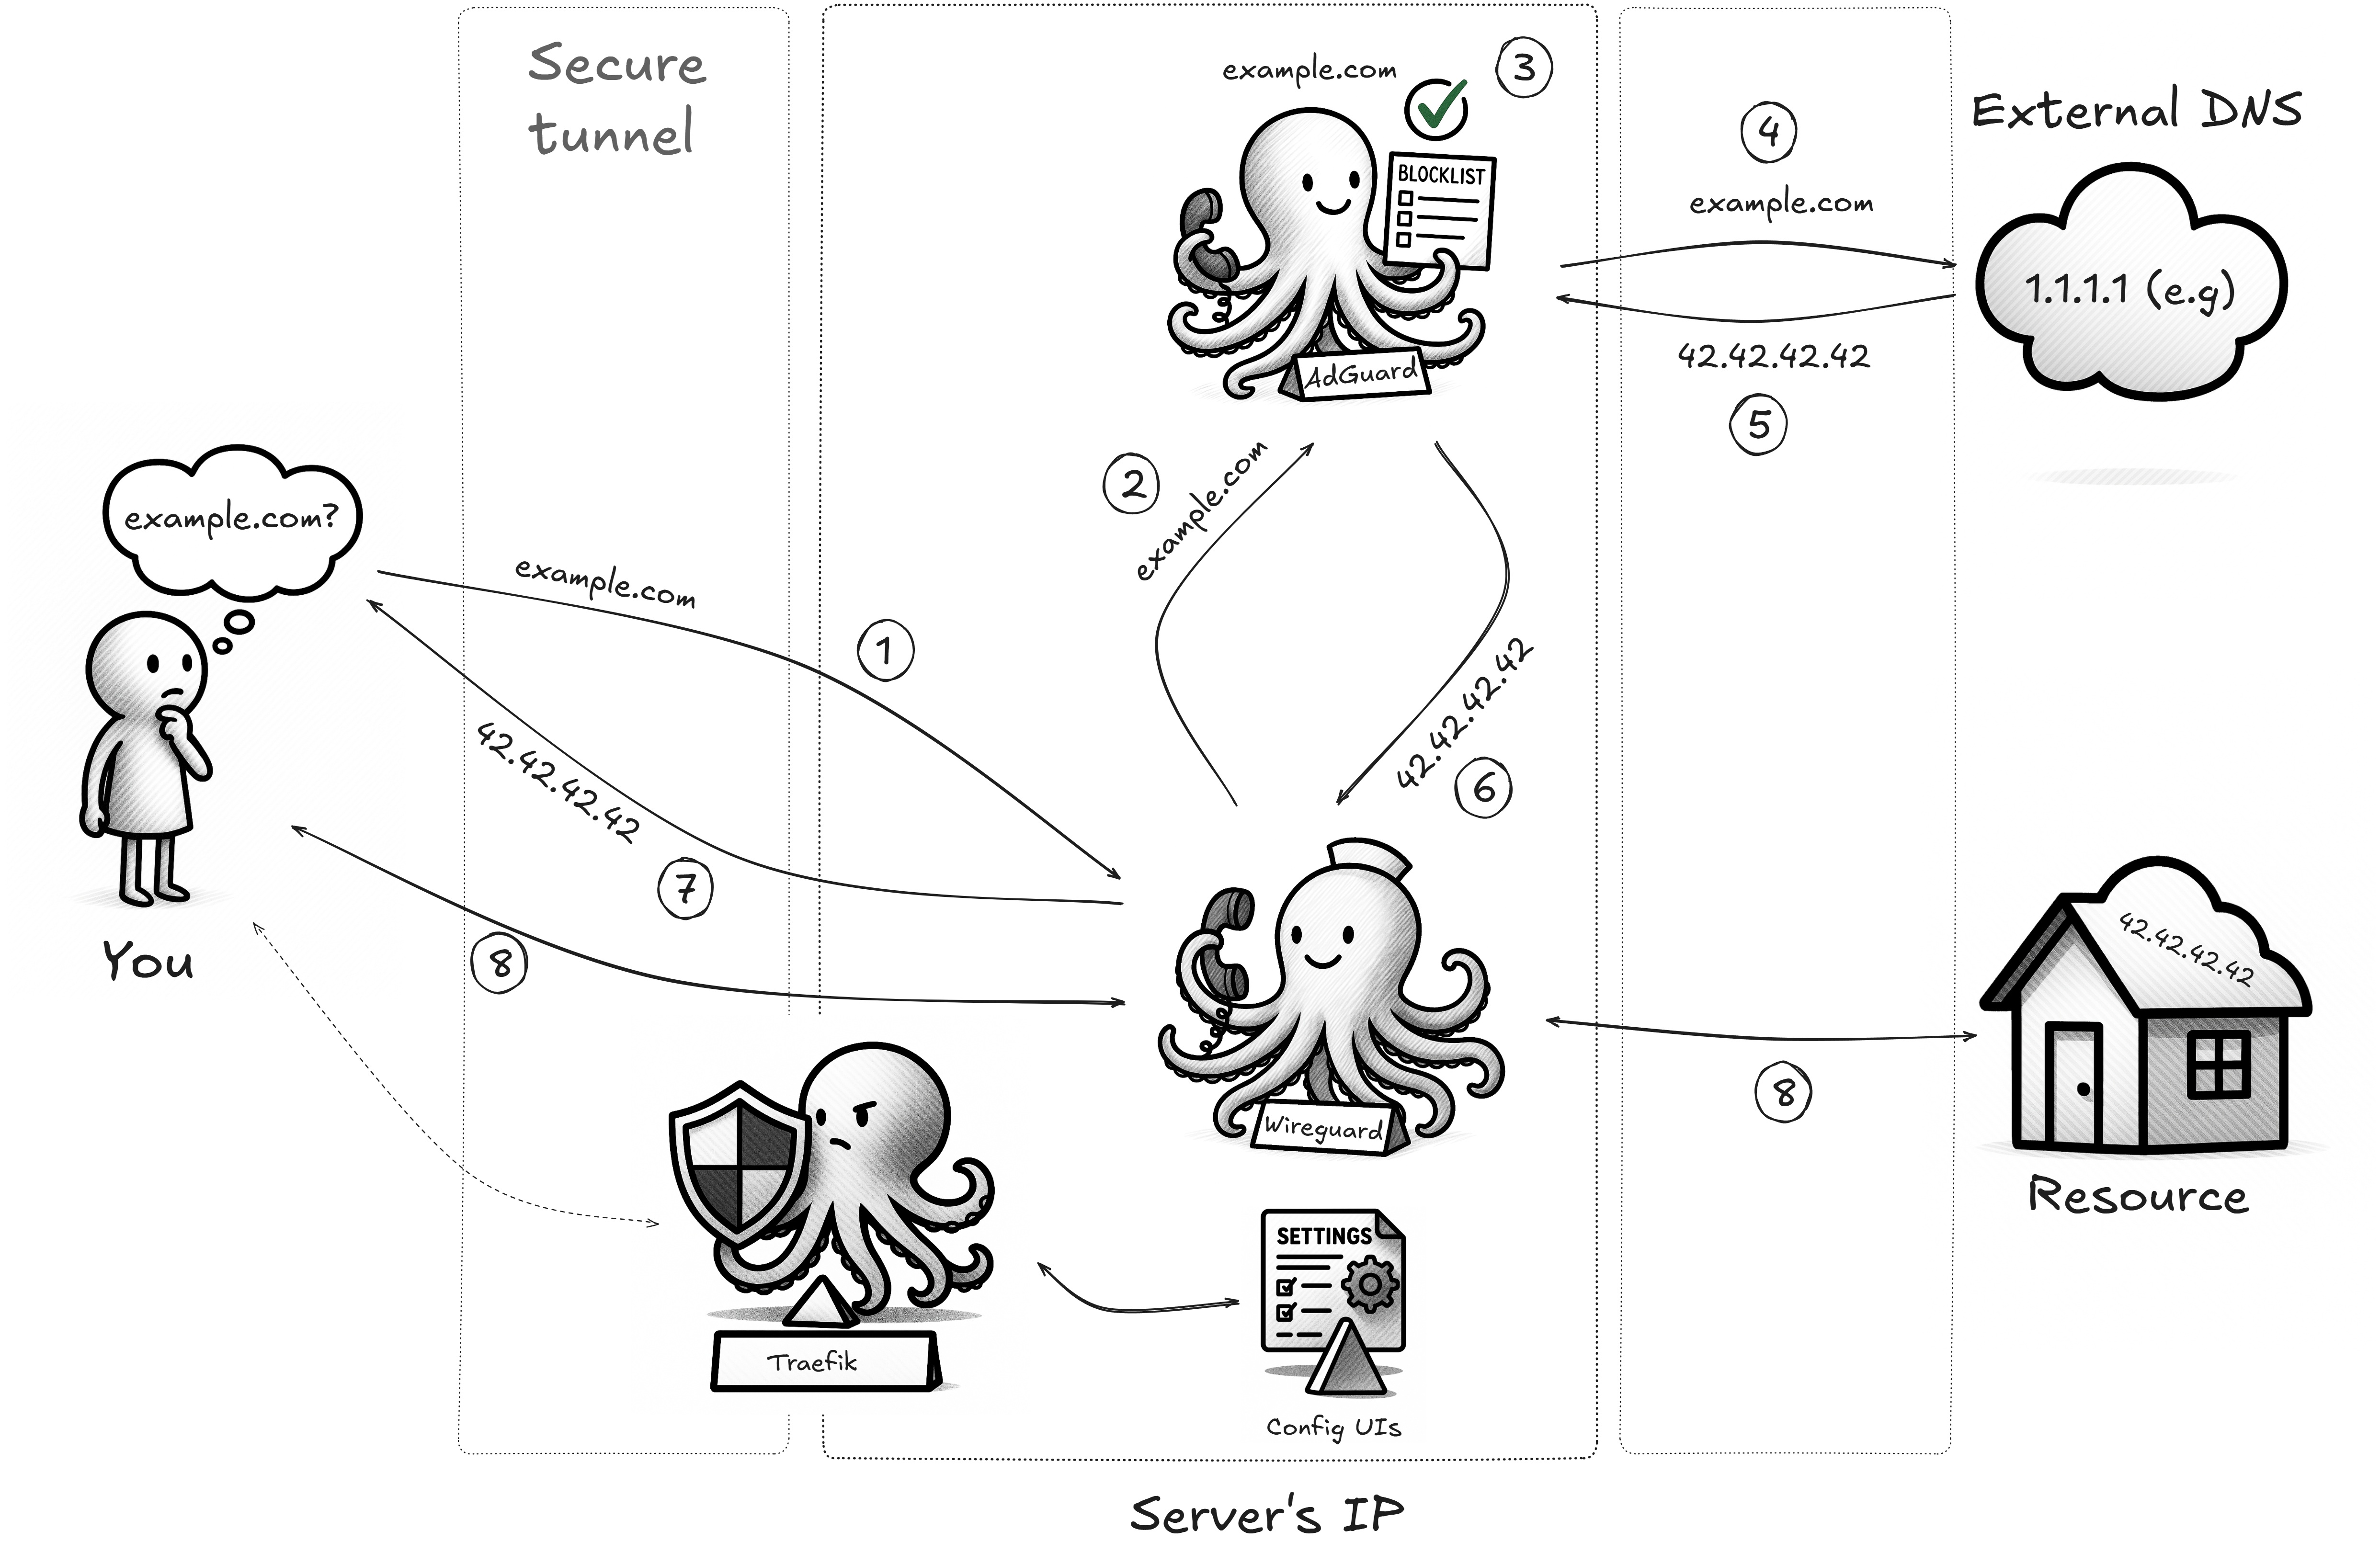 Secure
tunnel
example.com
3
BLOCKLIST
AdGuard
4
example.com
42.42.42.42
5
External DNS
1.1.1.1 (e.g)
example.com?
You
example.com
1
42.42.42.42
7
8
2
example.com
42.42.42.42
6
Wireguard
8
42.42.42.42
Resource
Traefik
SETTINGS
Config UIs
Server's IP